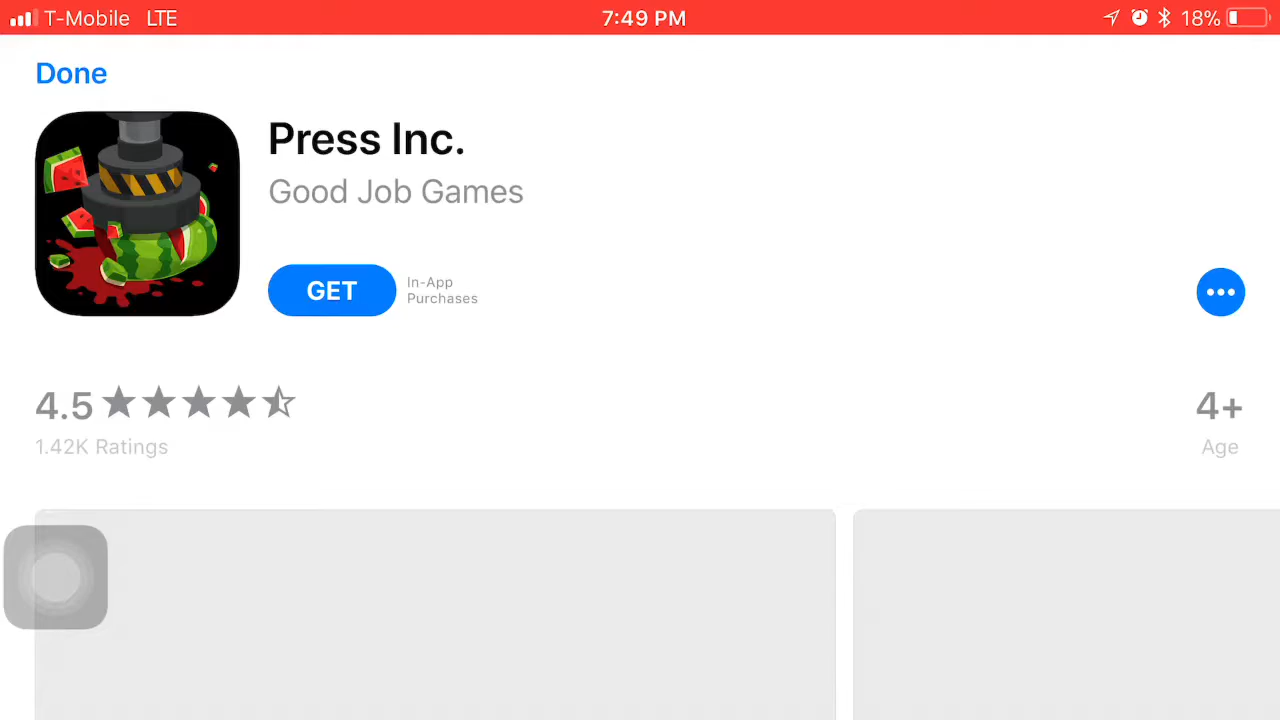 T-Mobile LTE 7:49 PM 18%
Done
Press Inc.
Good Job Games
GET
In-App
Purchases
4.5
4+
1.42K Ratings
Age